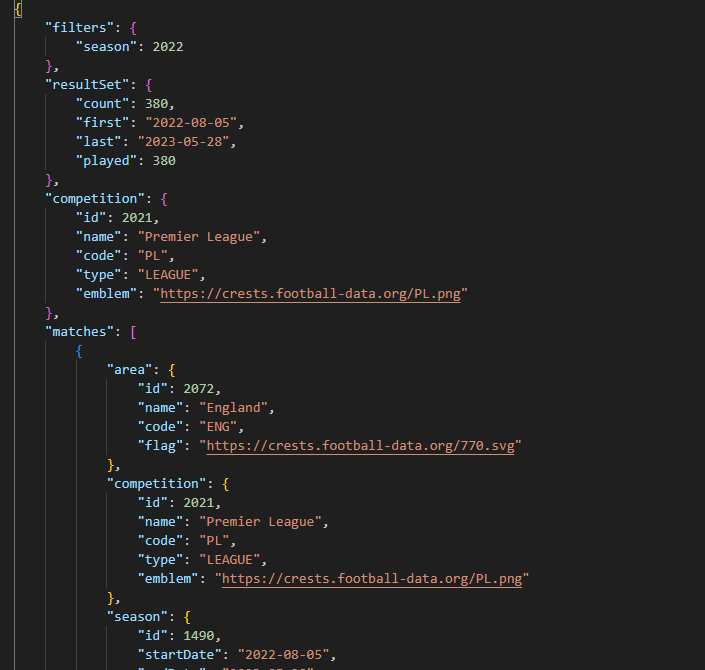 {
"filters": {
"season": 2022
},
"resultSet": {
"count": 380,
"first": "2022-08-05",
"last": "2023-05-28",
"played": 380
},
"competition": {
"id": 2021,
"name": "Premier League",
"code": "PL",
"type": "LEAGUE",
"emblem": "https://crests.football-data.org/PL.png"
},
"matches": [
{
"area": {
"id": 2072,
"name": "England",
"code": "ENG",
"flag": "https://crests.football-data.org/770.svg"
},
"competition": {
"id": 2021,
"name": "Premier League",
"code": "PL",
"type": "LEAGUE",
"emblem": "https://crests.football-data.org/PL.png"
},
"season": {
"id": 1490,
"startDate": "2022-08-05",